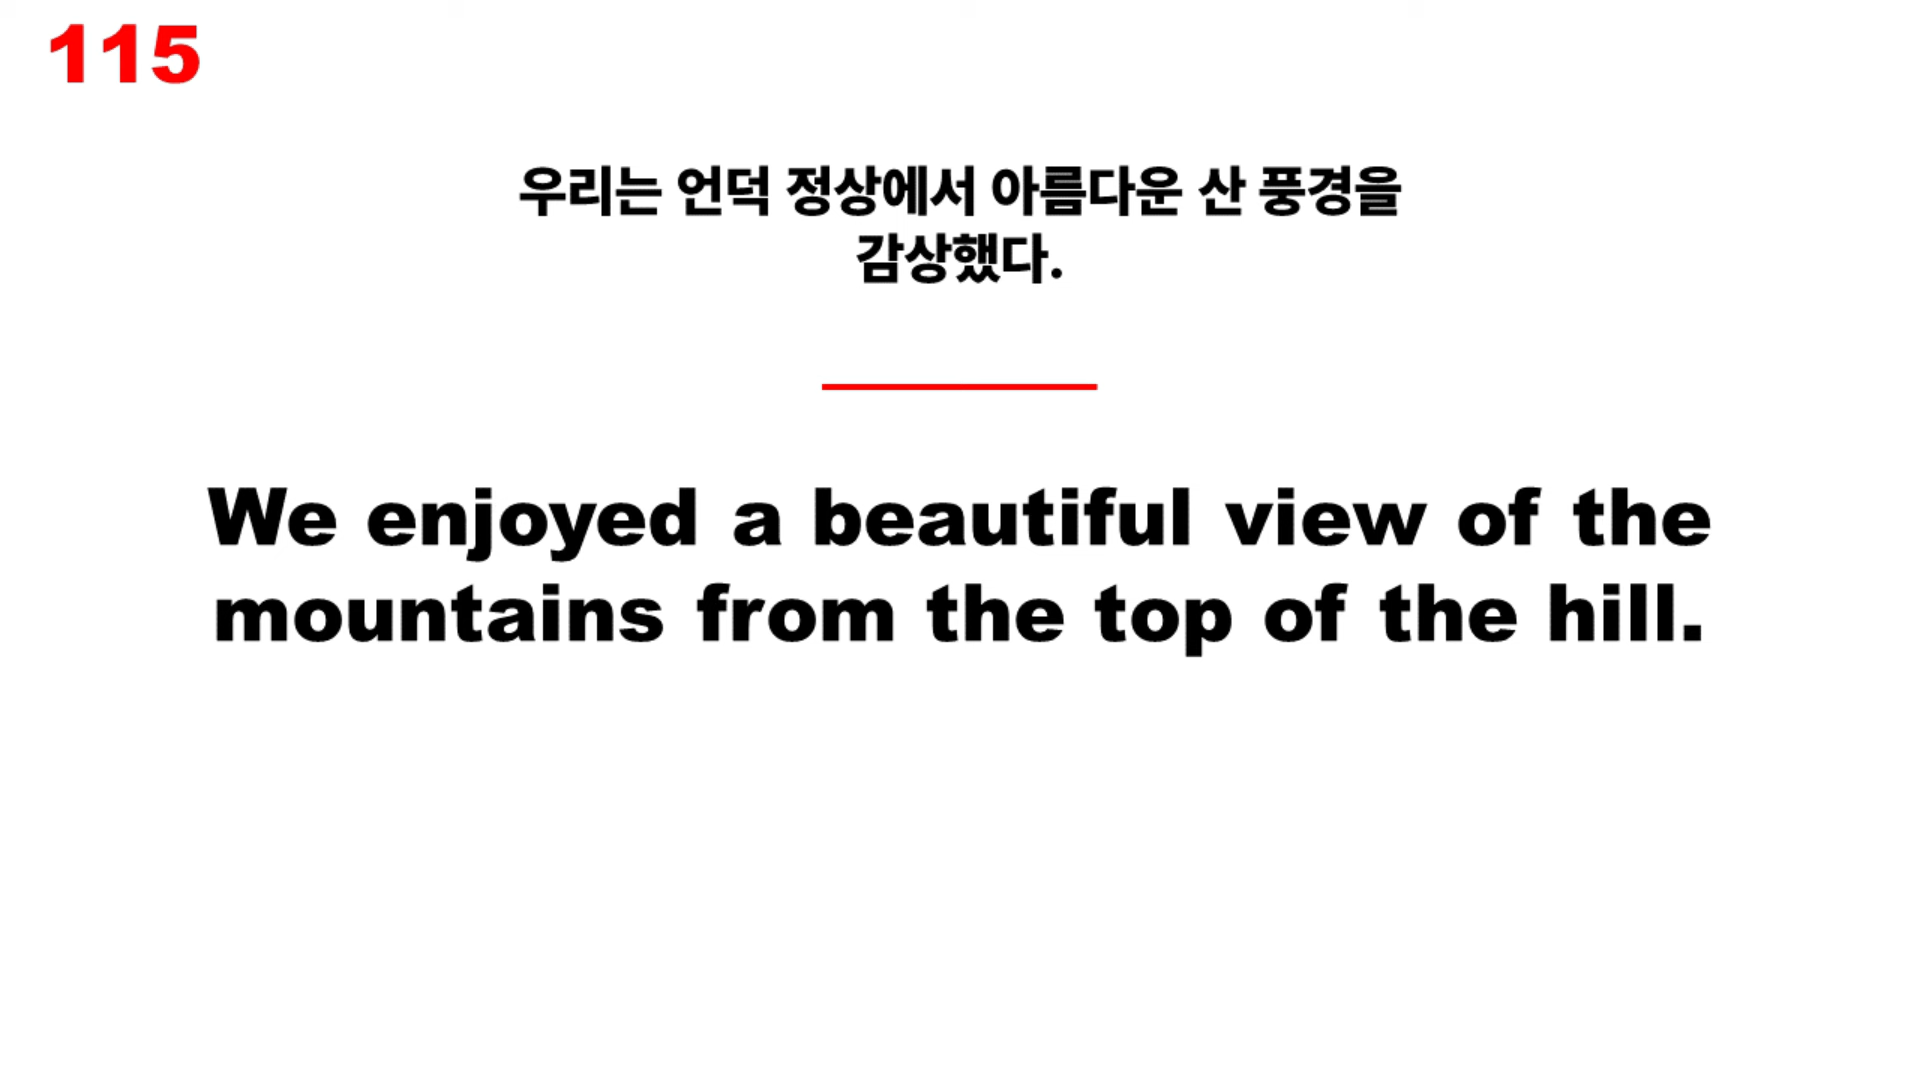 115
우리는 언덕 정상에서 아름다운 산 풍경을
감상했다.
We enjoyed a beautiful view of the
mountains from the top of the hill.